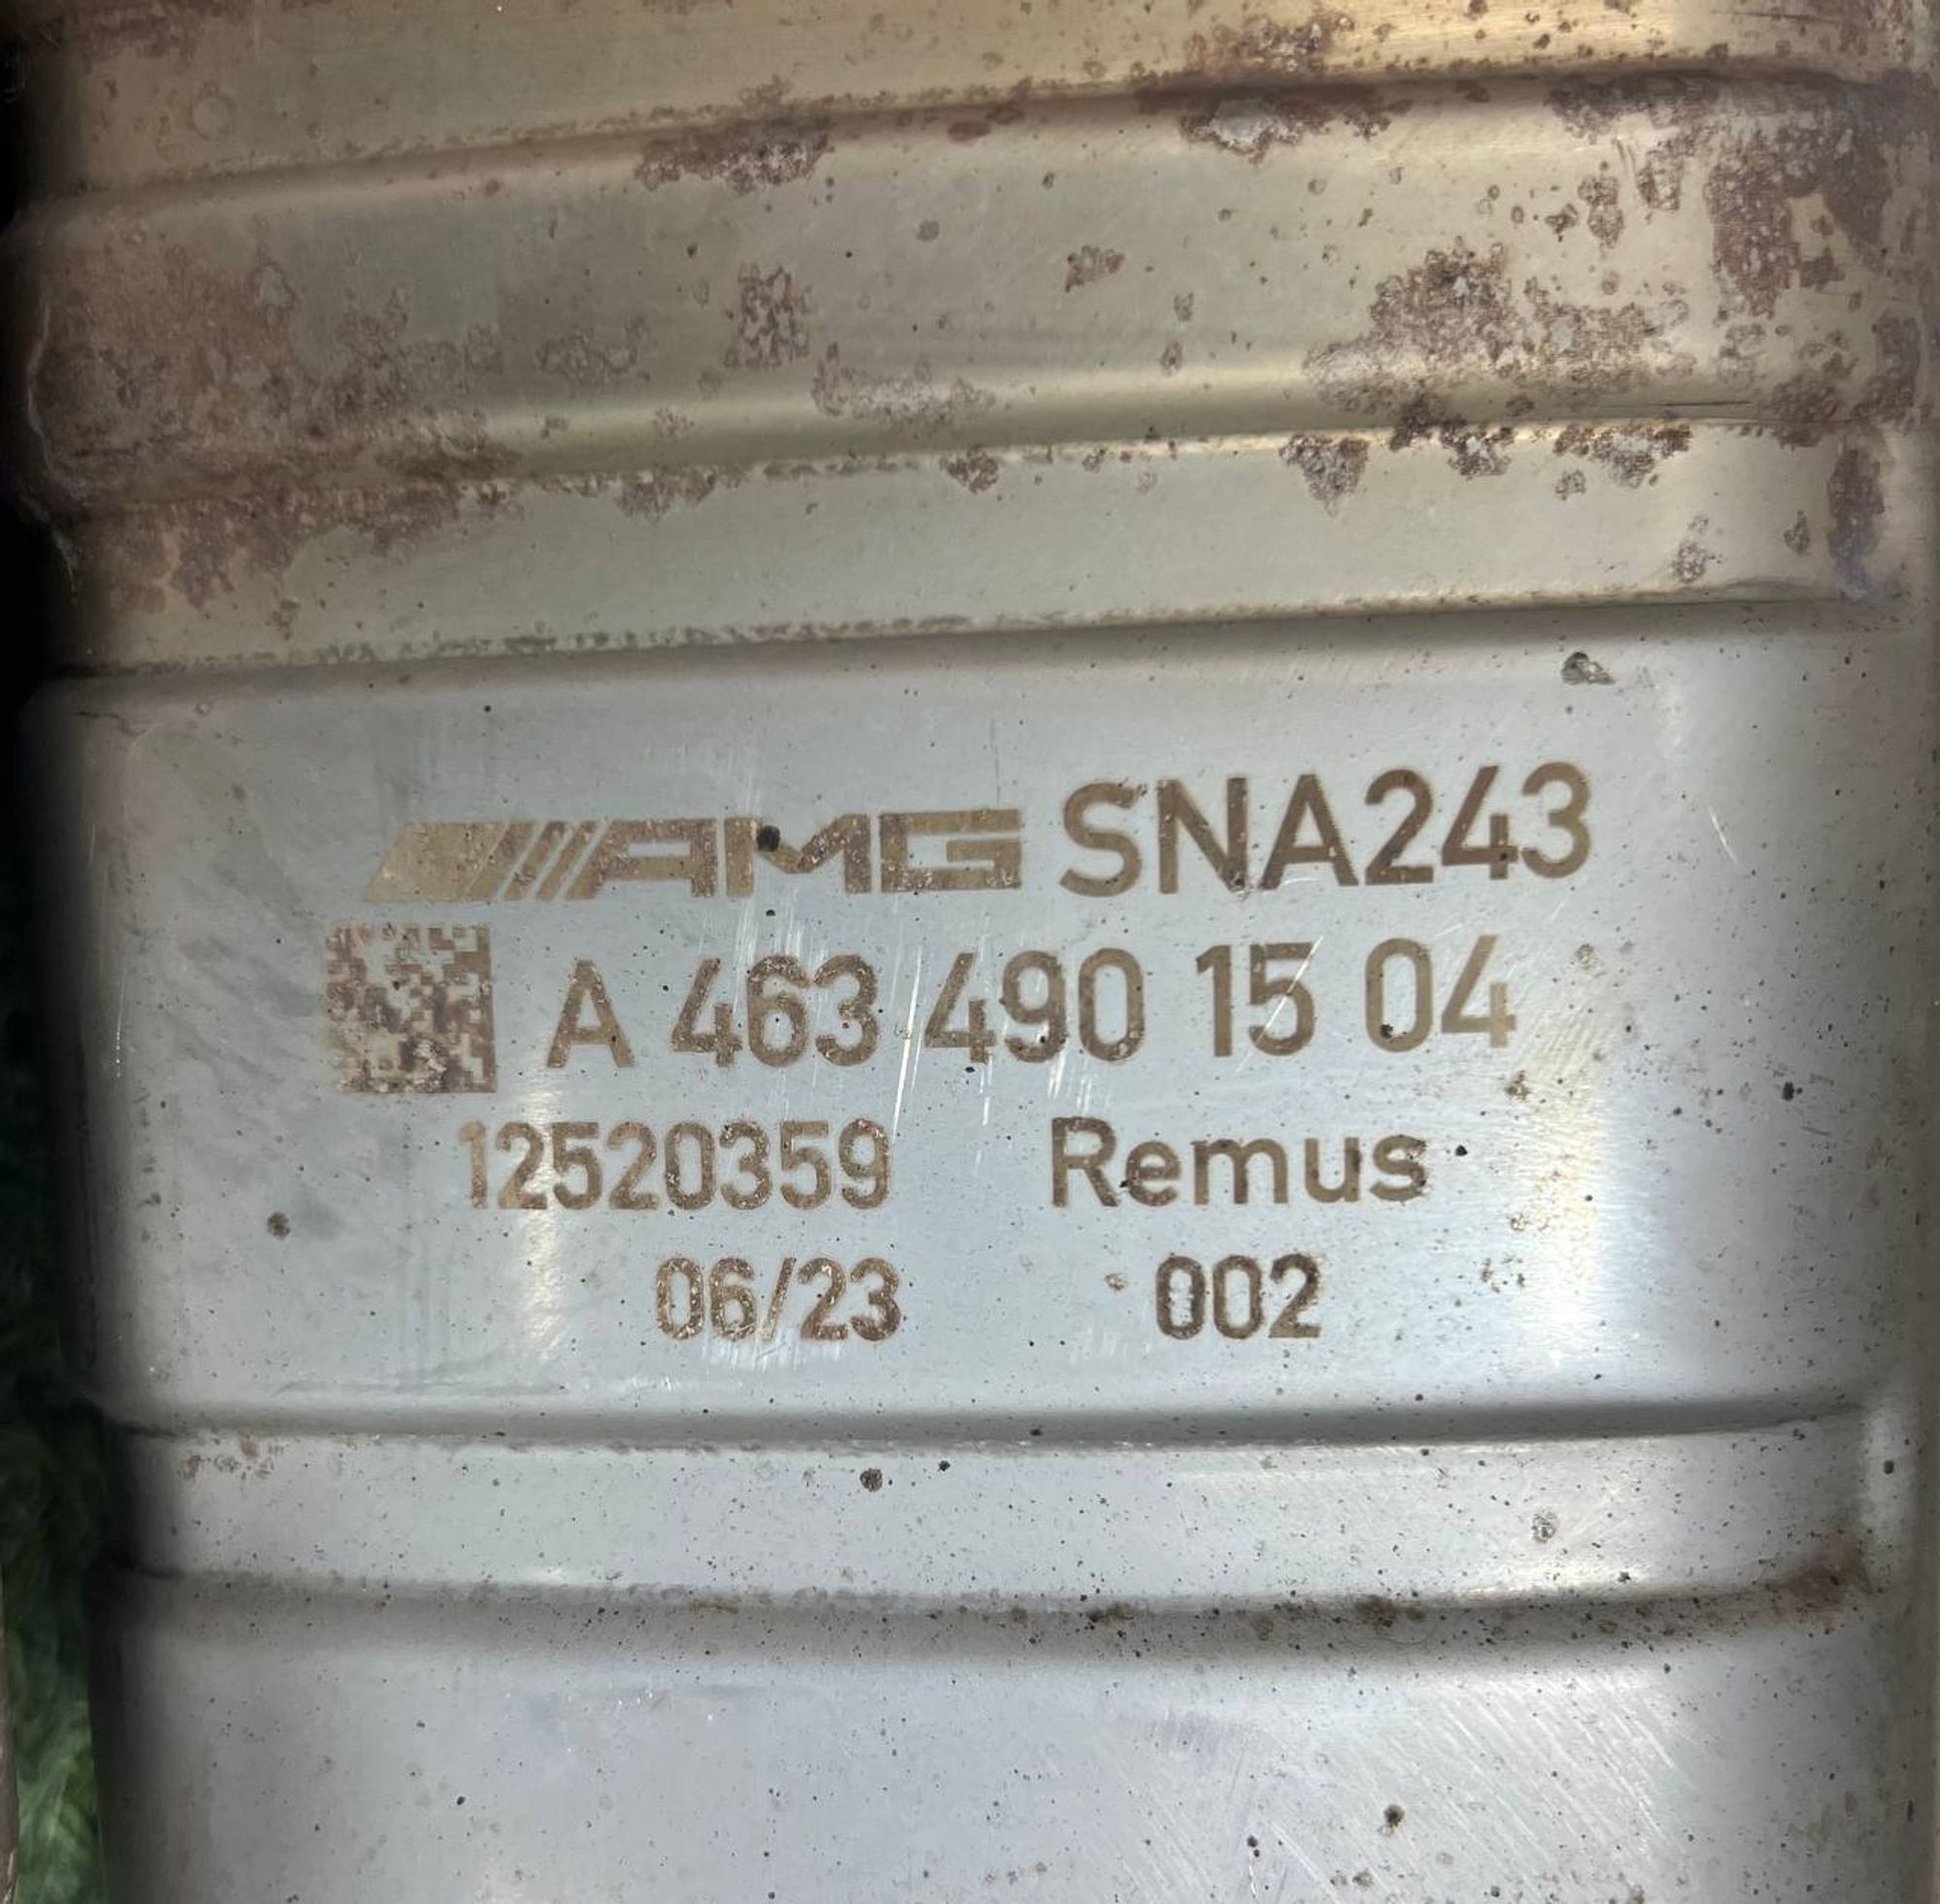 AMG SNA243
A 463 490 15 04
12520359 Remus
06/23 002